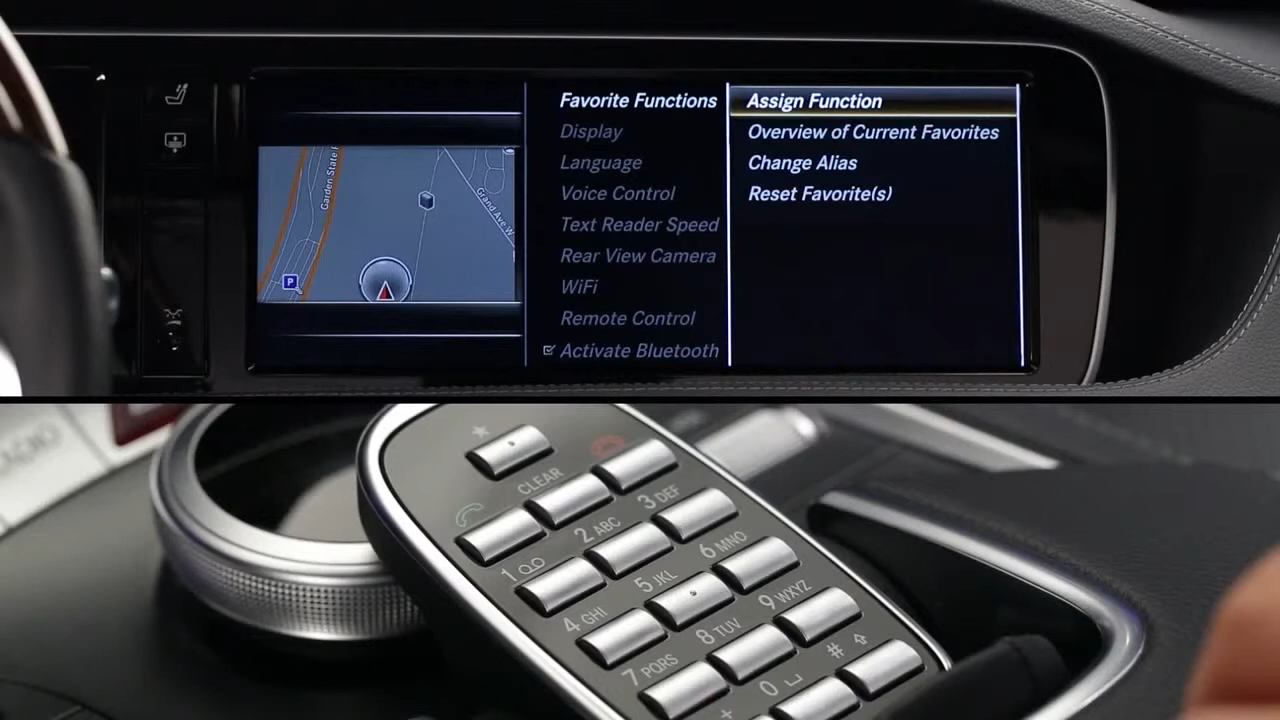 Favorite Functions
Display
Language
Voice Control
Text Reader Speed
Rear View Camera
WiFi
Remote Control
Activate Bluetooth
Assign Function
Overview of Current Favorites
Change Alias
Reset Favorite(s)
Garden State
Grand Ave W
P
CLEAR
1
2 ABC
3 DEF
4 GHI
5 JKL
6 MNO
7 PQRS
8 TUV
9 WXYZ
+
0
#